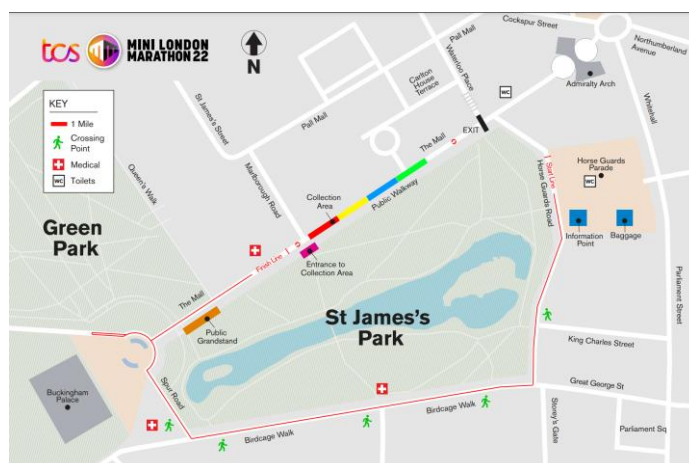 tcs
MINI LONDON
MARATHON 22
N
KEY
1 Mile
Crossing
Point
Medical
WC
Toilets
Green
Park
Queen's Walk
St James's Street
Marlborough Road
Pall Mall
Pall Mall
Carlton
House
Terrace
Waterloo Place
Cockspur Street
Northumberland
Avenue
Whitehall
WC
Admiralty Arch
EXIT
The Mall
Public Walkway
Collection
Area
Finish Line
Entrance to
Collection Area
The Mall
Public
Grandstand
St James's
Park
Start Line
Horse Guards Road
Horse Guards
Parade
WC
Information
Point
Baggage
Parliament Street
King Charles Street
Great George St
Storey's Gate
Parliament Sq
Birdcage Walk
Birdcage Walk
Spur Road
Buckingham
Palace